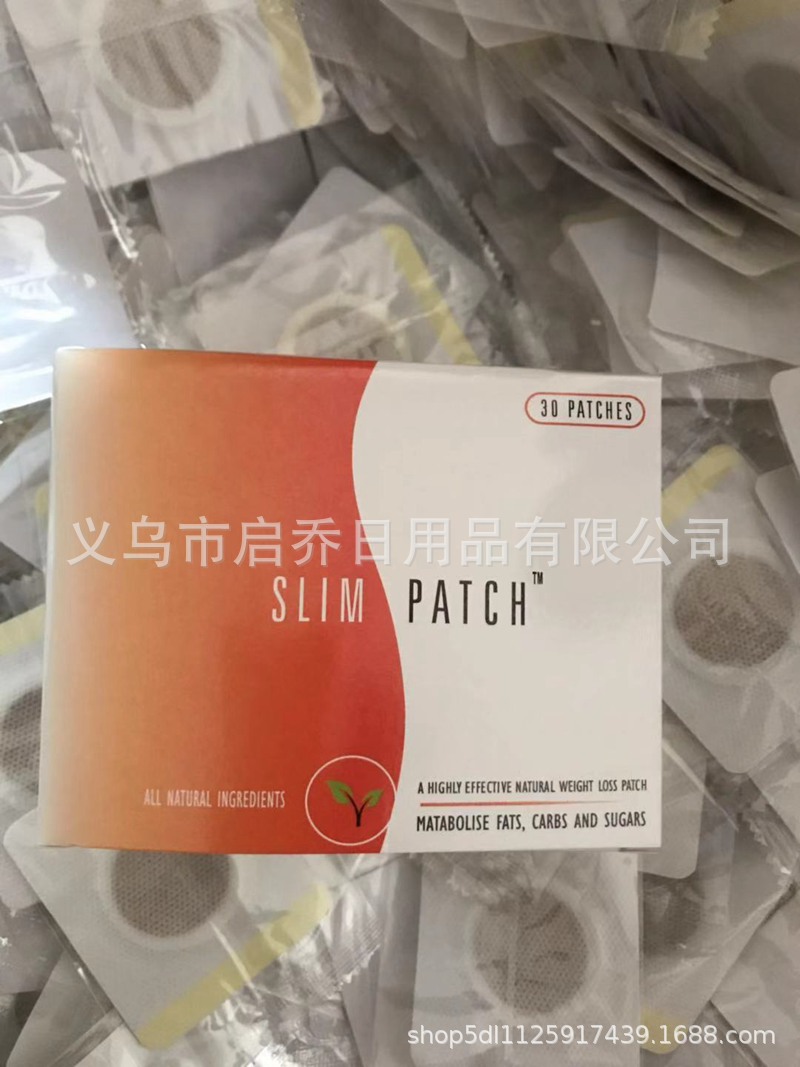 30 PATCHES
义乌市启乔日用品有限公司
SLIM PATCH™
ALL NATURAL INGREDIENTS
A HIGHLY EFFECTIVE NATURAL WEIGHT LOSS PATCH
MATABOLISE FATS, CARBS AND SUGARS
shop5dl1125917439.1688.com